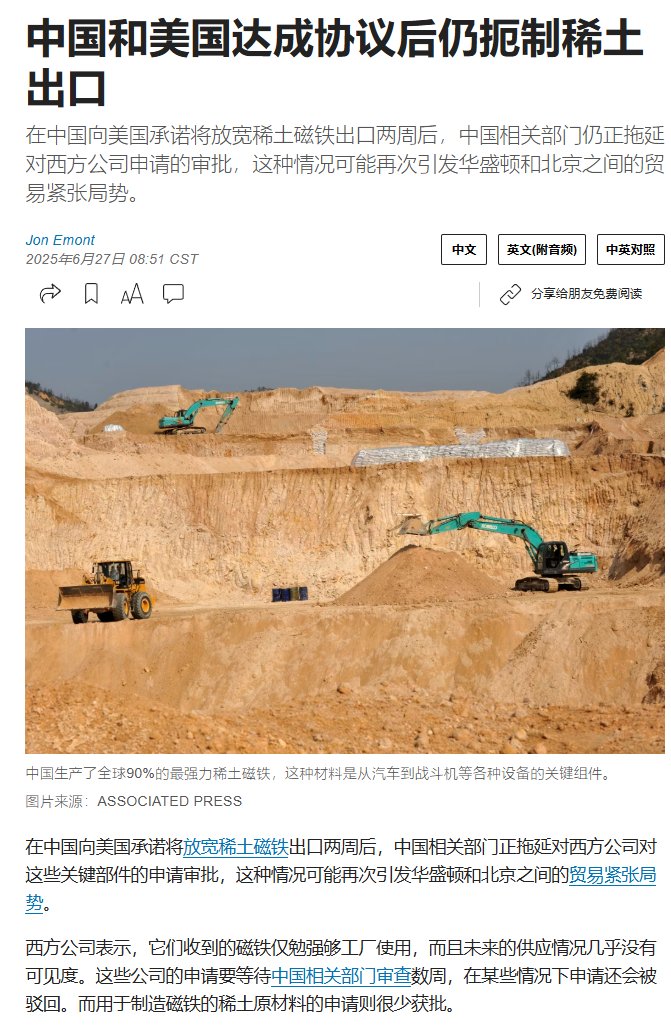 中国和美国达成协议后仍扼制稀土
出口
在中国向美国承诺将放宽稀土磁铁出口两周后，中国相关部门仍正拖延
对西方公司申请的审批，这种情况可能再次引发华盛顿和北京之间的贸
易紧张局势。
Jon Emont
2025年6月27日 08:51 CST
中文
英文(附音频)
中英对照
分享给朋友免费阅读
KOBELCO
中国生产了全球90%的最强力稀土磁铁，这种材料是从汽车到战斗机等各种设备的关键组件。
图片来源：ASSOCIATED PRESS
在中国向美国承诺将放宽稀土磁铁出口两周后，中国相关部门正拖延对西方公司对
这些关键部件的申请审批，这种情况可能再次引发华盛顿和北京之间的贸易紧张局
势。
西方公司表示，它们收到的磁铁仅勉强够工厂使用，而且未来的供应情况几乎没有
可见度。这些公司的申请要等待中国相关部门审查数周，在某些情况下申请还会被
驳回。而用于制造磁铁的稀土原材料的申请则很少获批。